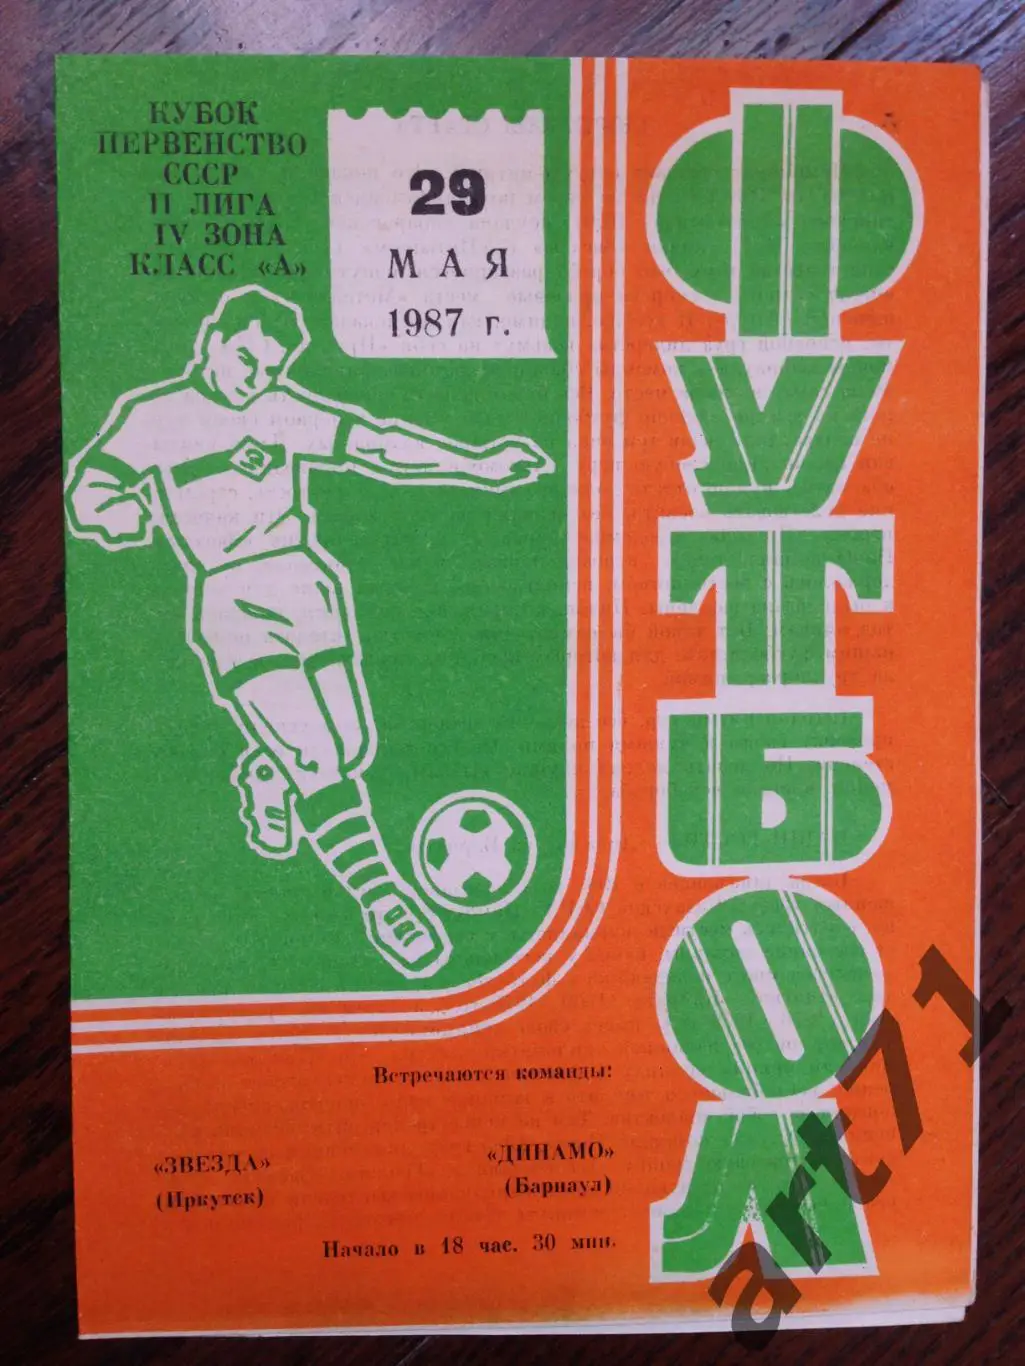 КУБОК
ПЕРВЕНСТВО
СССР
II ЛИГА
IV ЗОНА
КЛАСС «А»
29
МАЯ
1987 г.
ФУТБОЛ
З
Встречаются команды:
«ЗВЕЗДА» «ДИНАМО»
(Иркутск) (Барнаул)
Начало в 18 час. 30 мин.
art71